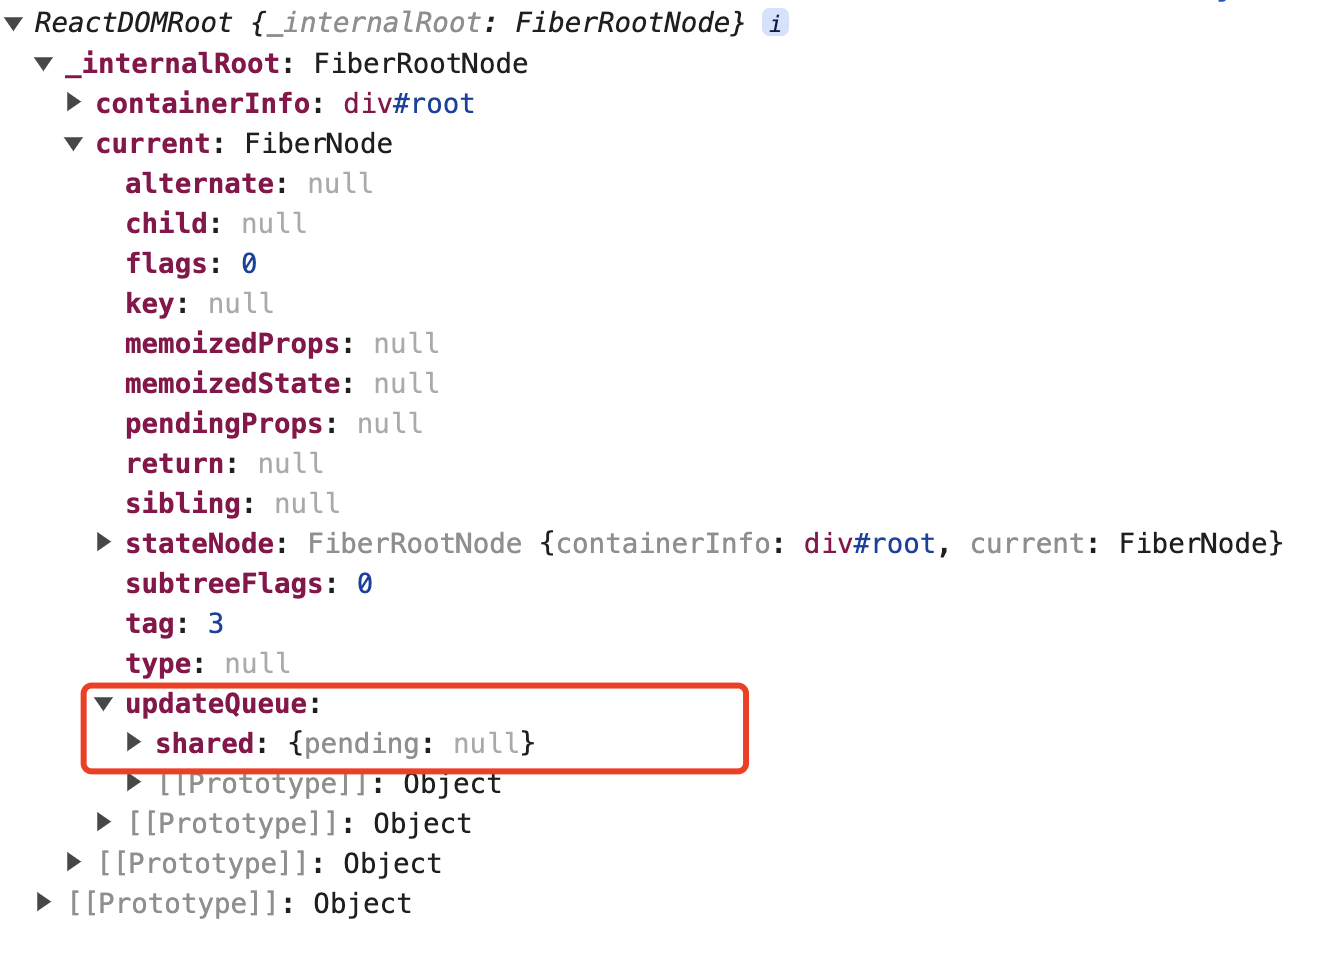 ReactDOMRoot {_internalRoot: FiberRootNode} i
_internalRoot: FiberRootNode
containerInfo: div#root
current: FiberNode
alternate: null
child: null
flags: 0
key: null
memoizedProps: null
memoizedState: null
pendingProps: null
return: null
sibling: null
stateNode: FiberRootNode {containerInfo: div#root, current: FiberNode}
subtreeFlags: 0
tag: 3
type: null
updateQueue:
shared: {pending: null}
[[Prototype]]: Object
[[Prototype]]: Object
[[Prototype]]: Object
[[Prototype]]: Object